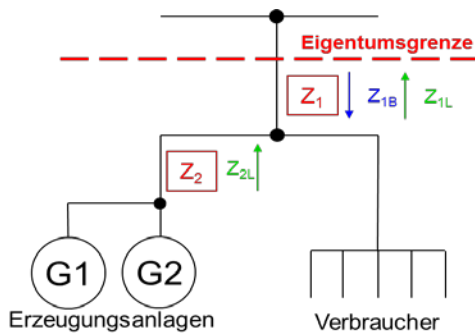 Eigentumsgrenze
Z1 Z1B Z1L
Z2 Z2L
G1 G2
Erzeugungsanlagen Verbraucher